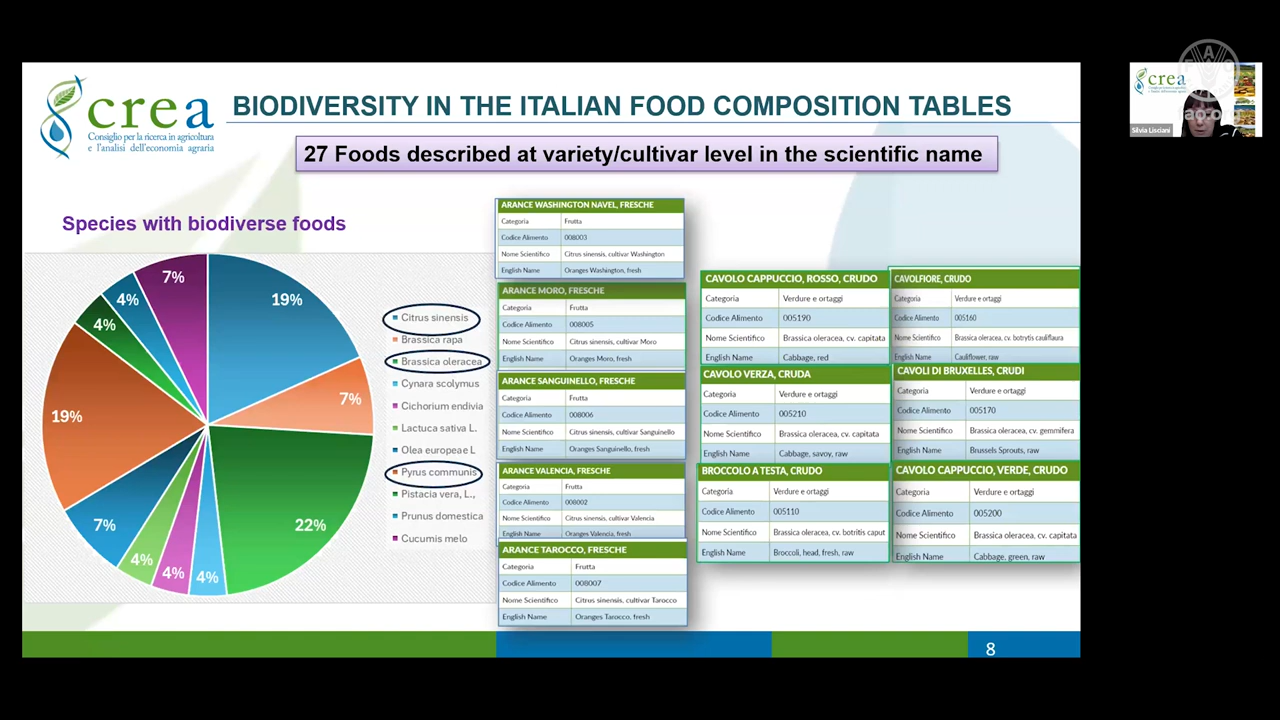 crea
Consiglio per la ricerca in agricoltura
e l'analisi dell'economia agraria
BIODIVERSITY IN THE ITALIAN FOOD COMPOSITION TABLES
27 Foods described at variety/cultivar level in the scientific name
Species with biodiverse foods
19%
7%
22%
4%
4%
4%
7%
19%
4%
4%
7%
Citrus sinensis
Brassica rapa
Brassica oleracea
Cynara scolymus
Cichorium endivia
Lactuca sativa L.
Olea europeae L
Pyrus communis
Pistacia vera, L.,
Prunus domestica
Cucumis melo
ARANCE WASHINGTON NAVEL, FRESCHE
Categoria Frutta
Codice Alimento 008003
Nome Scientifico Citrus sinensis, cultivar Washington
English Name Oranges Washington, fresh
ARANCE MORO, FRESCHE
Categoria Frutta
Codice Alimento 008005
Nome Scientifico Citrus sinensis, cultivar Moro
English Name Oranges Moro, fresh
ARANCE SANGUINELLO, FRESCHE
Categoria Frutta
Codice Alimento 008006
Nome Scientifico Citrus sinensis, cultivar Sanguinello
English Name Oranges Sanguinello, fresh
ARANCE VALENCIA, FRESCHE
Categoria Frutta
Codice Alimento 008002
Nome Scientifico Citrus sinensis, cultivar Valencia
English Name Oranges Valencia, fresh
ARANCE TAROCCO, FRESCHE
Categoria Frutta
Codice Alimento 008007
Nome Scientifico Citrus sinensis, cultivar Tarocco
English Name Oranges Tarocco, fresh
CAVOLO CAPPUCCIO, ROSSO, CRUDO
Categoria Verdure e ortaggi
Codice Alimento 005190
Nome Scientifico Brassica oleracea, cv. capitata
English Name Cabbage, red
CAVOLO VERZA, CRUDA
Categoria Verdure e ortaggi
Codice Alimento 005210
Nome Scientifico Brassica oleracea, cv. capitata
English Name Cabbage, savoy, raw
BROCCOLO A TESTA, CRUDO
Categoria Verdure e ortaggi
Codice Alimento 005110
Nome Scientifico Brassica oleracea, cv. botritis caput
English Name Broccoli, head, fresh, raw
CAVOLFIORE, CRUDO
Categoria Verdure e ortaggi
Codice Alimento 005160
Nome Scientifico Brassica oleracea, cv. botrytis cauliflaura
English Name Cauliflower, raw
CAVOLI DI BRUXELLES, CRUDI
Categoria Verdure e ortaggi
Codice Alimento 005170
Nome Scientifico Brassica oleracea, cv. gemmifera
English Name Brussels Sprouts, raw
CAVOLO CAPPUCCIO, VERDE, CRUDO
Categoria Verdure e ortaggi
Codice Alimento 005200
Nome Scientifico Brassica oleracea, cv. capitata
English Name Cabbage, green, raw
8
crea
FAO
fao.org
Silvia Lisciani